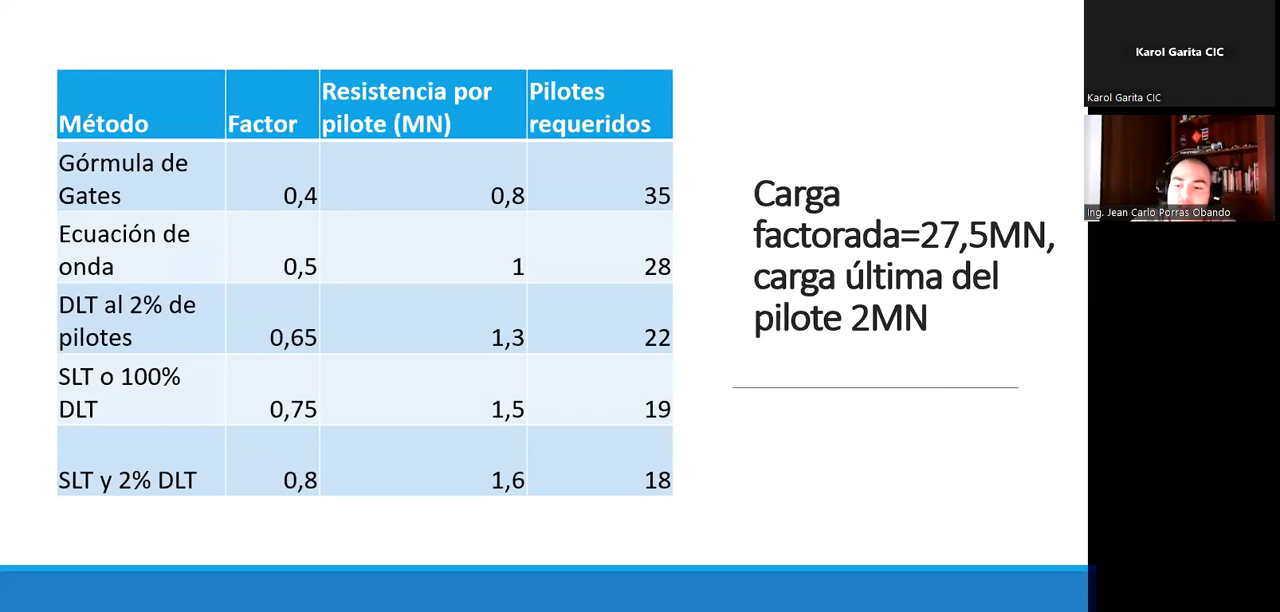 Método
Factor
Resistencia por
pilote (MN)
Pilotes
requeridos
Górmula de
Gates
0,4
0,8
35
Ecuación de
onda
0,5
1
28
DLT al 2% de
pilotes
0,65
1,3
22
SLT o 100%
DLT
0,75
1,5
19
SLT y 2% DLT
0,8
1,6
18
Carga
factorada=27,5MN,
carga última del
pilote 2MN
Karol Garita CIC
Karol Garita CIC
Ing. Jean Carlo Porras Obando